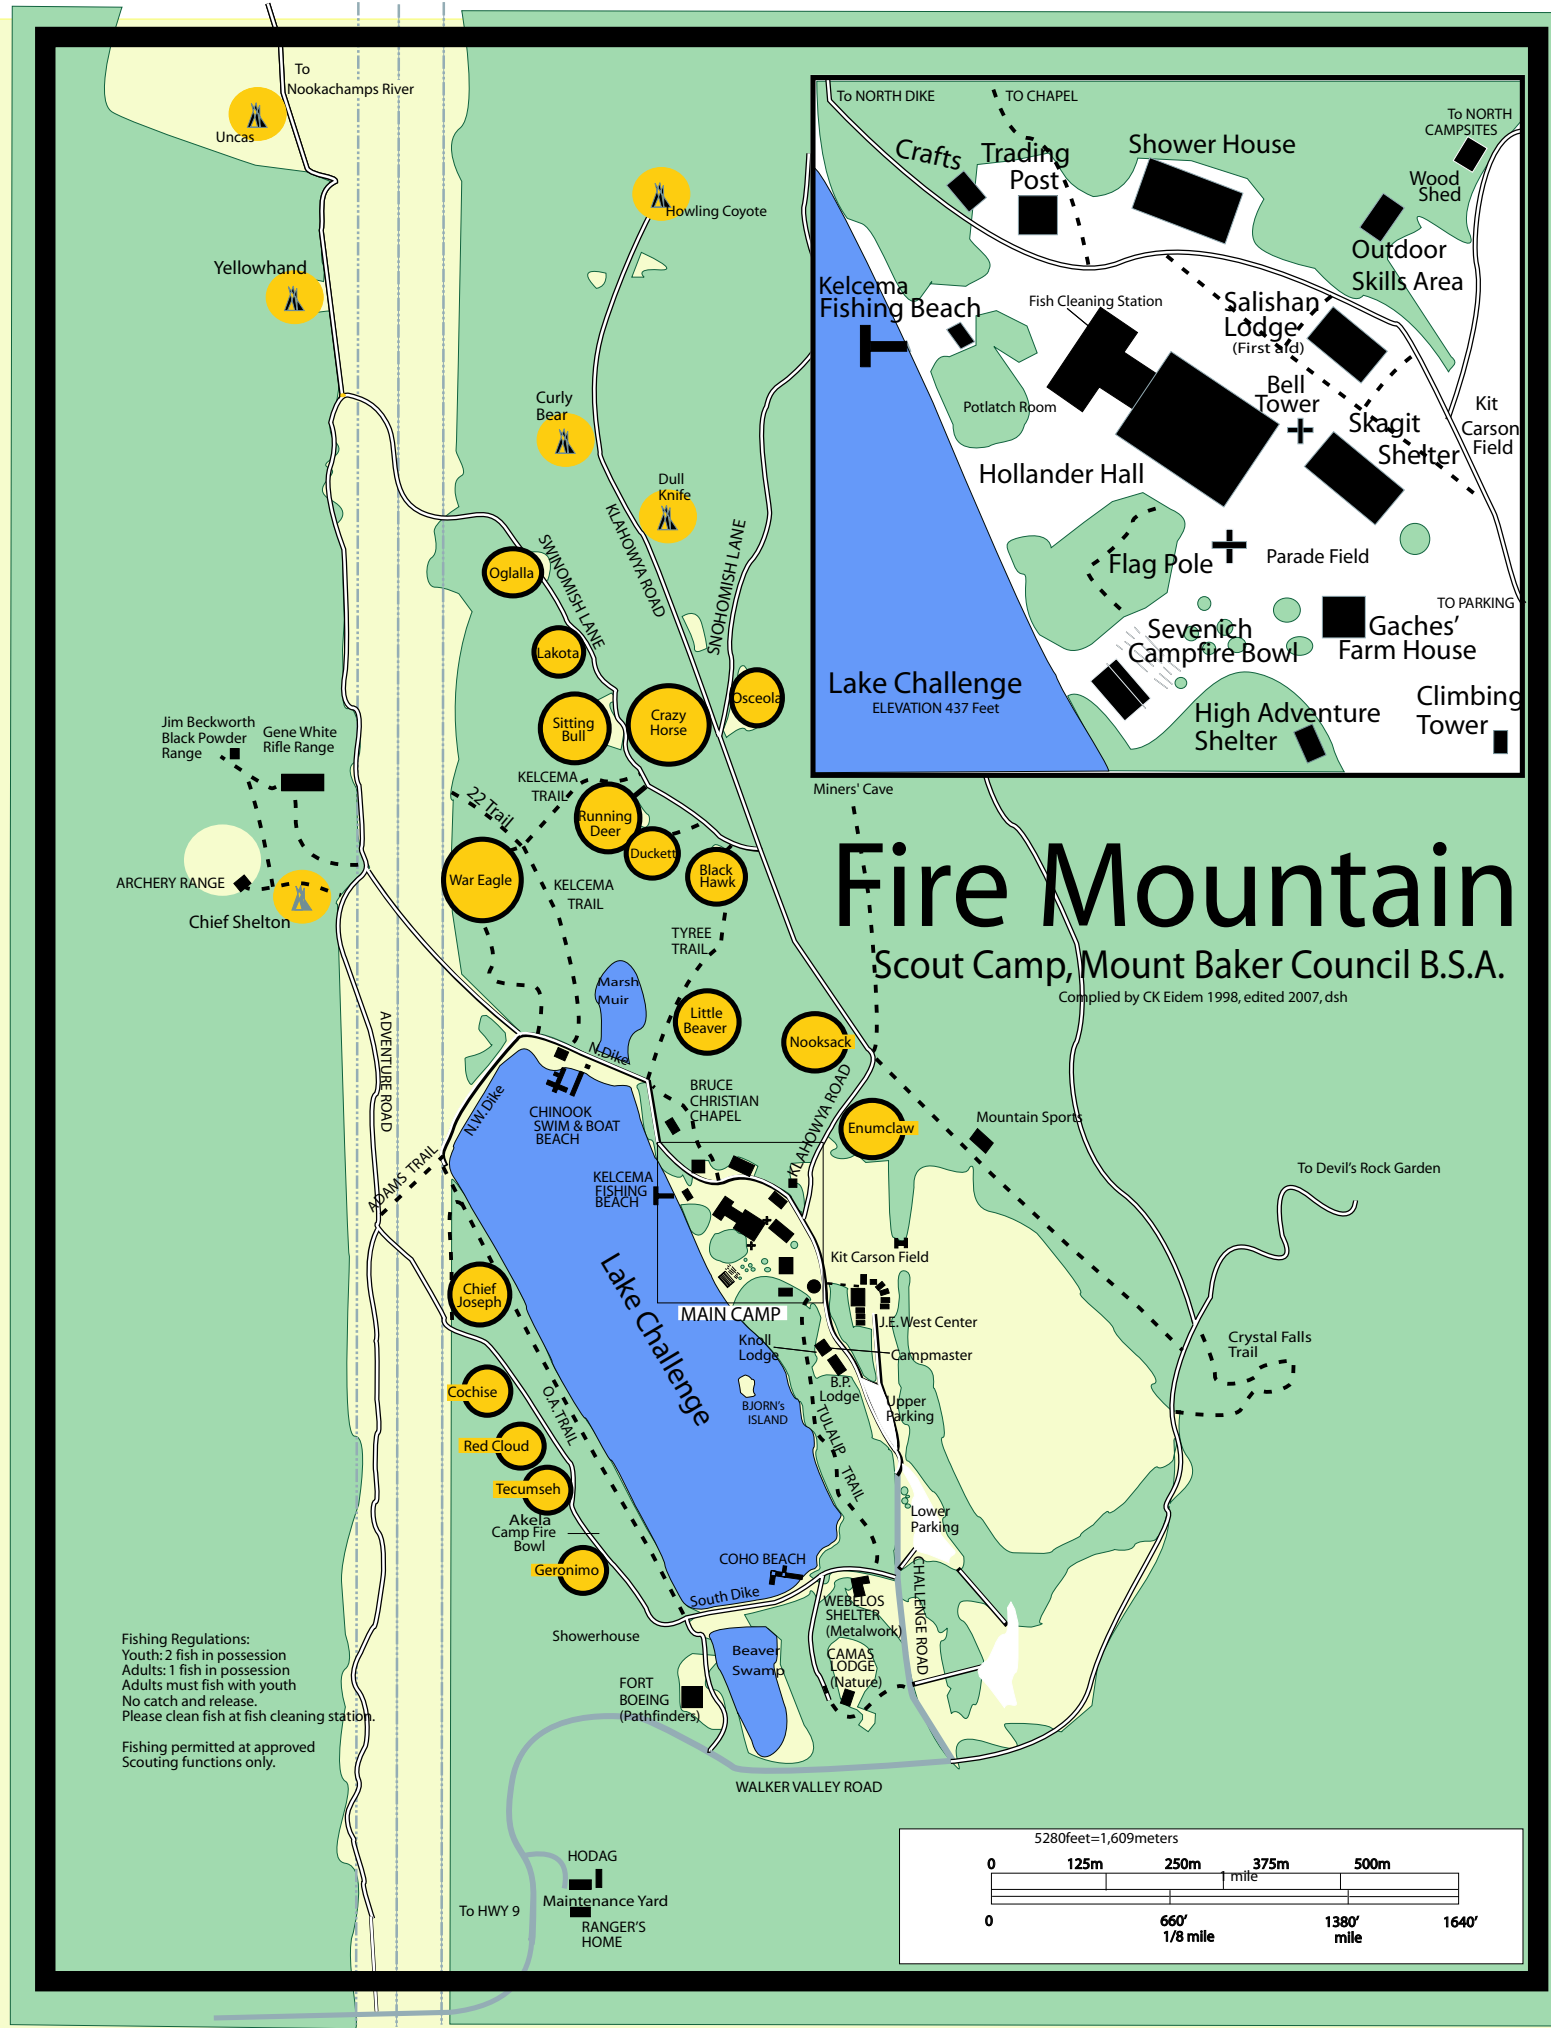 To
Nookachamps River
Uncas
Howling Coyote
Yellowhand
Curly
Bear
Dull
Knife
KLAHOWYA ROAD
SWINOMISH LANE
SNOHOMISH LANE
Oglalla
Lakota
Sitting
Bull
Crazy
Horse
Osceola
Jim Beckworth
Black Powder
Range
Gene White
Rifle Range
ARCHERY RANGE
Chief Shelton
KELCEMA
TRAIL
22 Trail
Running
Deer
Duckett
Black
Hawk
War Eagle
KELCEMA
TRAIL
TYREE
TRAIL
Marsh
Muir
Little
Beaver
Nooksack
N.Dike
N.W. Dike
ADVENTURE ROAD
ADAMS TRAIL
CHINOOK
SWIM & BOAT
BEACH
BRUCE
CHRISTIAN
CHAPEL
KLAHOWYA ROAD
Enumclaw
Mountain Sports
To Devil's Rock Garden
KELCEMA
FISHING
BEACH
Lake Challenge
MAIN CAMP
Kit Carson Field
J.E. West Center
Knoll
Lodge
Campmaster
B.P.
Lodge
Upper
Parking
BJORN's
ISLAND
TULALIP TRAIL
Crystal Falls
Trail
Chief
Joseph
Cochise
O.A. TRAIL
Red Cloud
Tecumseh
Akela
Camp Fire
Bowl
Geronimo
Lower
Parking
COHO BEACH
South Dike
CHALLENGE ROAD
WEBELOS
SHELTER
(Metalwork)
CAMAS
LODGE
(Nature)
Showerhouse
Beaver
Swamp
FORT
BOEING
(Pathfinders)
WALKER VALLEY ROAD
Fishing Regulations:
Youth: 2 fish in possession
Adults: 1 fish in possession
Adults must fish with youth
No catch and release.
Please clean fish at fish cleaning station.
Fishing permitted at approved
Scouting functions only.
HODAG
Maintenance Yard
To HWY 9
RANGER'S
HOME
To NORTH DIKE
TO CHAPEL
To NORTH
CAMPSITES
Crafts
Trading
Post
Shower House
Wood
Shed
Outdoor
Skills Area
Kelcema
Fishing Beach
Fish Cleaning Station
Salishan
Lodge
(First aid)
Bell
Tower
Potlatch Room
Skagit
Shelter
Kit
Carson
Field
Hollander Hall
Flag Pole
Parade Field
TO PARKING
Sevenich
Campfire Bowl
Gaches'
Farm House
Lake Challenge
ELEVATION 437 Feet
High Adventure
Shelter
Climbing
Tower
Miners' Cave
Fire Mountain
Scout Camp, Mount Baker Council B.S.A.
Complied by CK Eidem 1998, edited 2007, dsh
5280feet=1,609meters
0 125m 250m 375m 500m
1 mile
0 660' 1380' 1640'
1/8 mile mile